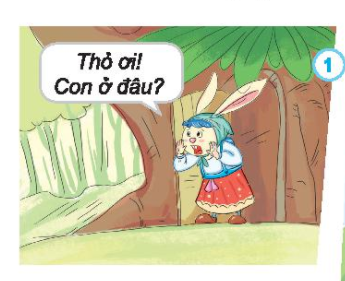 Thỏ ơi!
Con ở đâu?
1